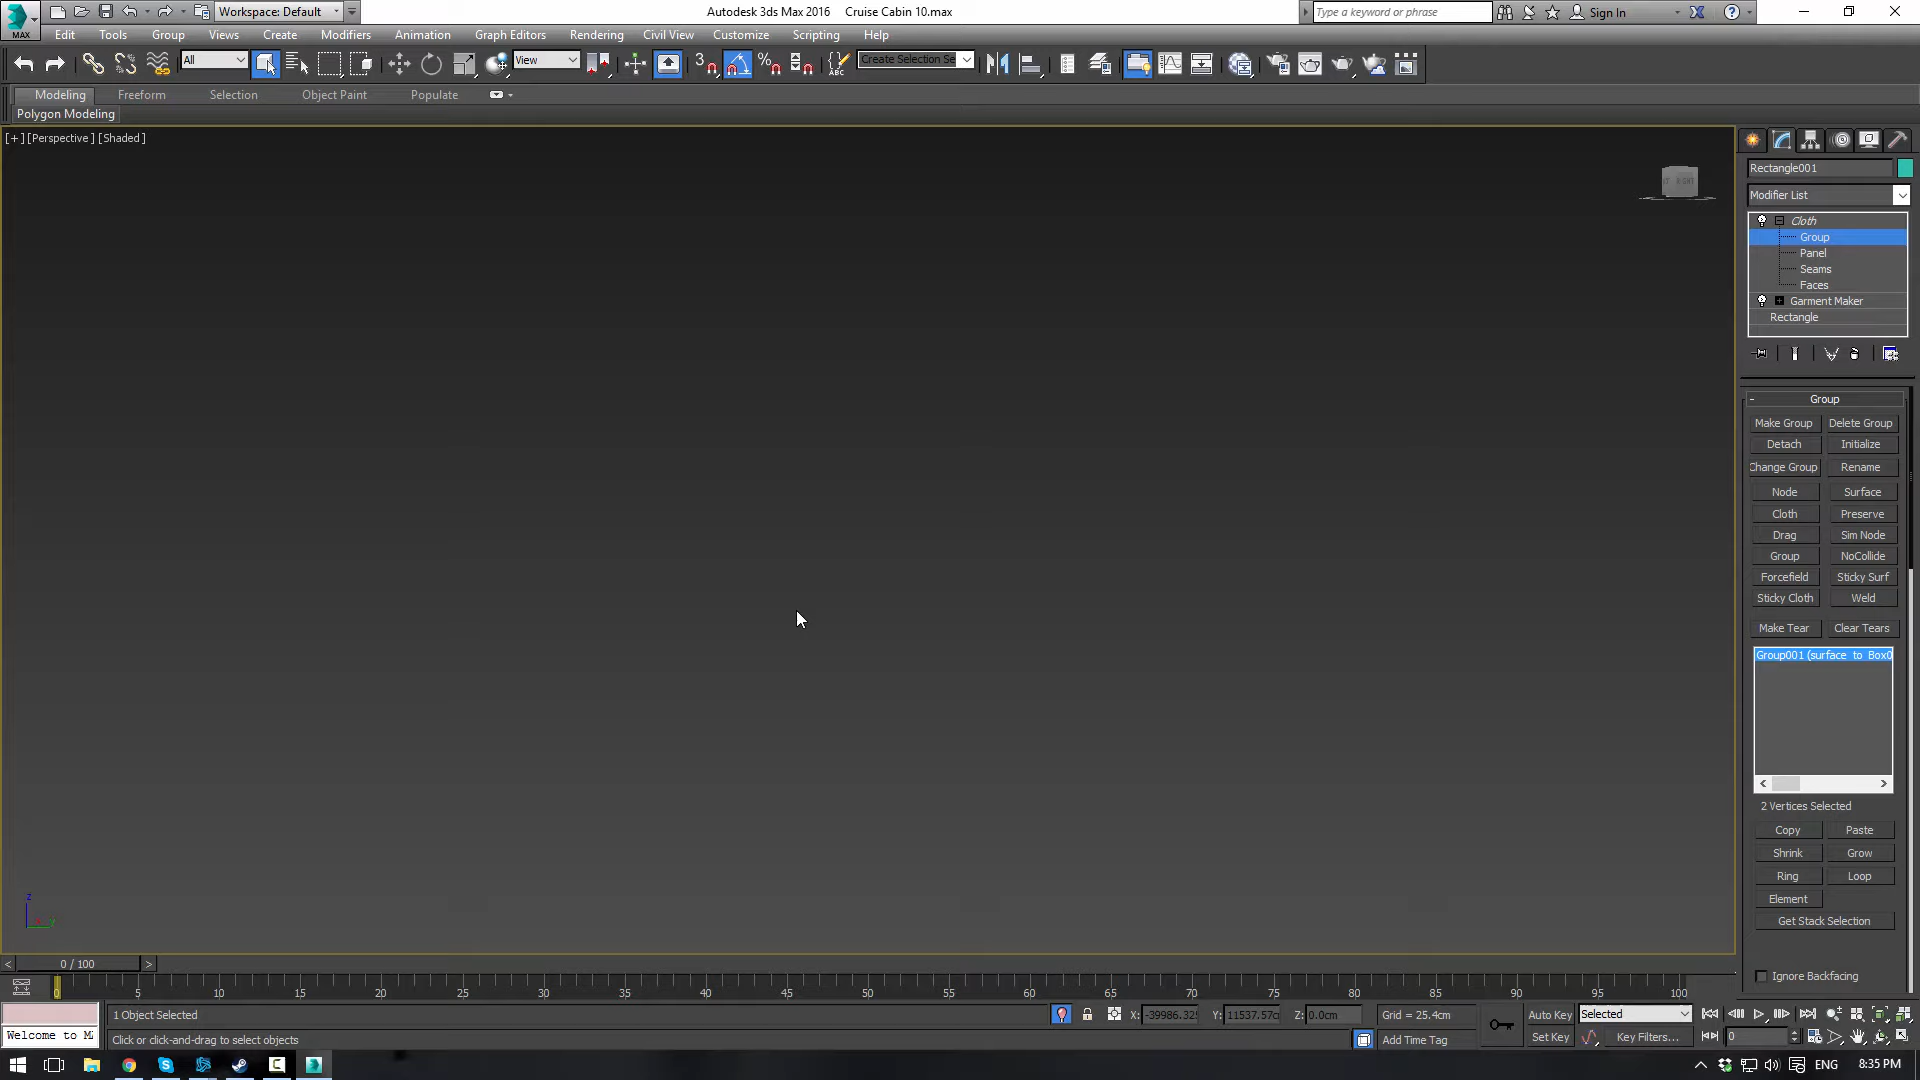 Workspace: Default
Autodesk 3ds Max 2016 Cruise Cabin 10.max
Type a keyword or phrase
Sign In
MAX
Edit Tools Group Views Create Modifiers Animation Graph Editors Rendering Civil View Customize Scripting Help
All
View
3
ABC
Create Selection Se
Modeling Freeform Selection Object Paint Populate
Polygon Modeling
[+] [Perspective ] [Shaded ]
Rectangle001
Modifier List
Cloth
Group
Panel
Seams
Faces
Garment Maker
Rectangle
- Group
Make Group Delete Group
Detach Initialize
Change Group Rename
Node Surface
Cloth Preserve
Drag Sim Node
Group NoCollide
Forcefield Sticky Surf
Sticky Cloth Weld
Make Tear Clear Tears
Group001 (surface to Box0
2 Vertices Selected
Copy Paste
Shrink Grow
Ring Loop
Element
Get Stack Selection
Ignore Backfacing
z
y
< 0 / 100 >
0 5 10 15 20 25 30 35 40 45 50 55 60 65 70 75 80 85 90 95 100
1 Object Selected
X: -39986.325 Y: 11537.57c Z: 0.0cm Grid = 25.4cm
Auto Key Selected
Welcome to M
Click or click-and-drag to select objects
Add Time Tag
Set Key Key Filters... 0
ENG 8:35 PM